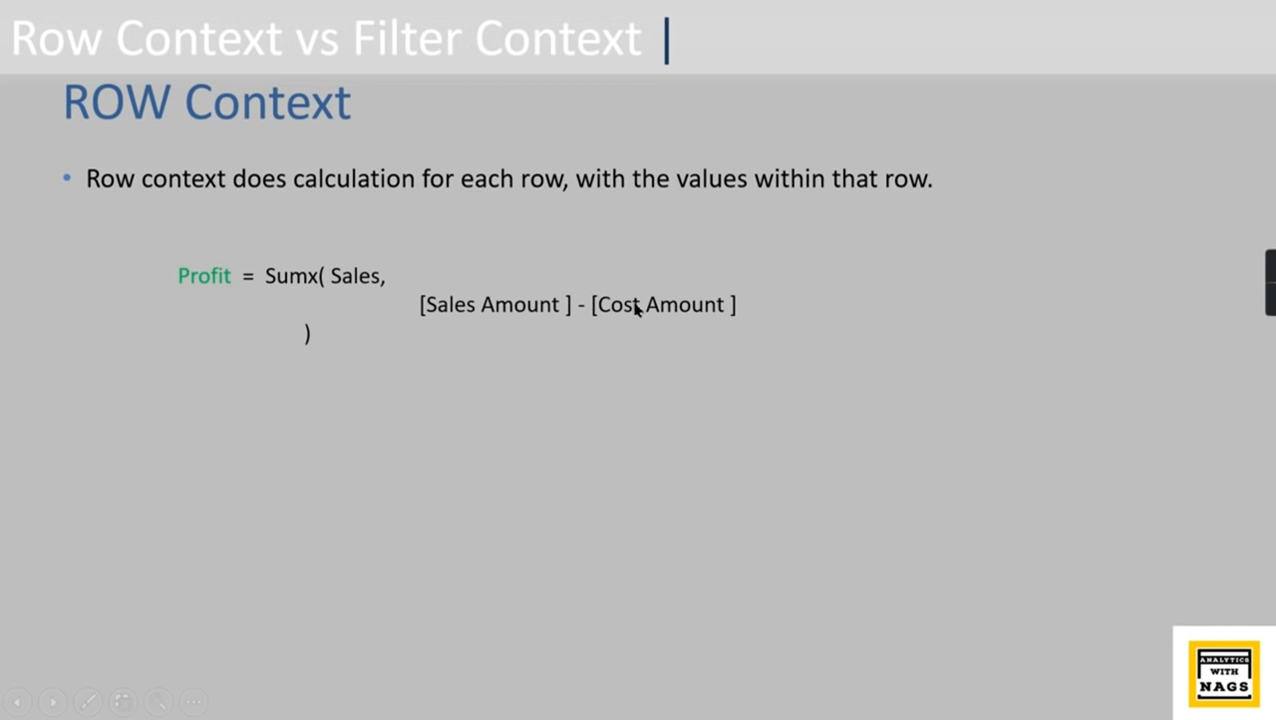 Row Context vs Filter Context |
ROW Context
• Row context does calculation for each row, with the values within that row.
Profit = Sumx( Sales,
[Sales Amount ] - [Cost Amount ]
)
ANALYTICS
WITH
NAGS